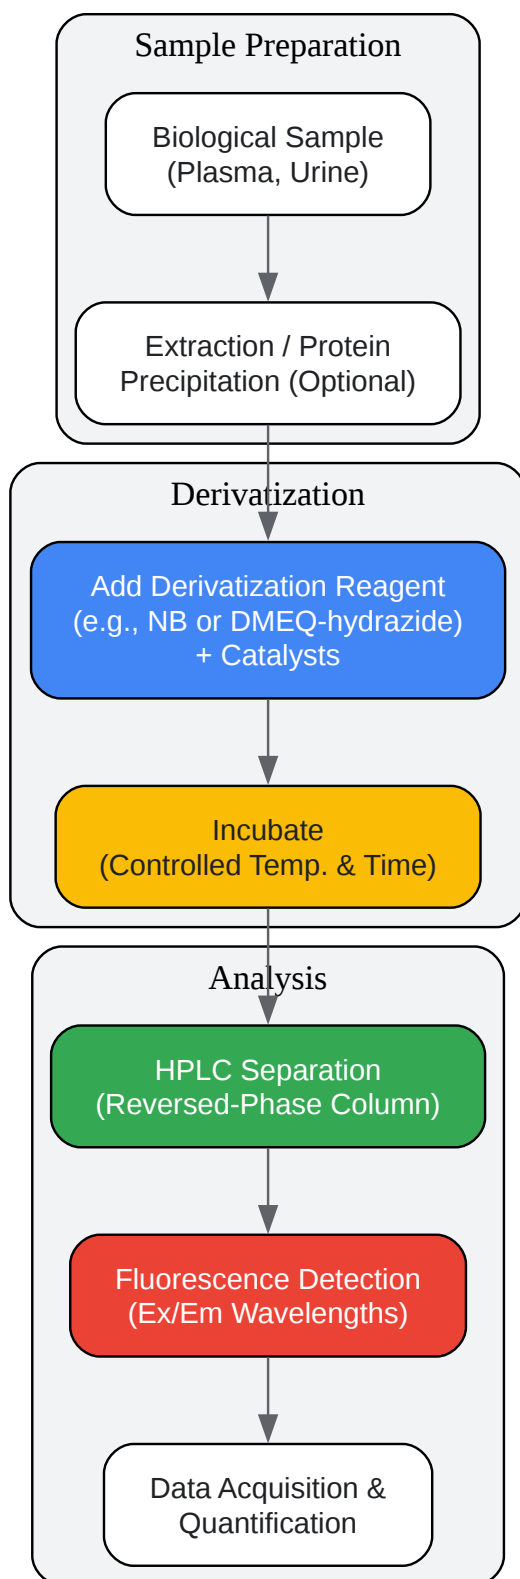 Sample Preparation
Biological Sample
(Plasma, Urine)
Extraction / Protein
Precipitation (Optional)
Derivatization
Add Derivatization Reagent
(e.g., NB or DMEQ-hydrazide)
+ Catalysts
Incubate
(Controlled Temp. & Time)
Analysis
HPLC Separation
(Reversed-Phase Column)
Fluorescence Detection
(Ex/Em Wavelengths)
Data Acquisition &
Quantification